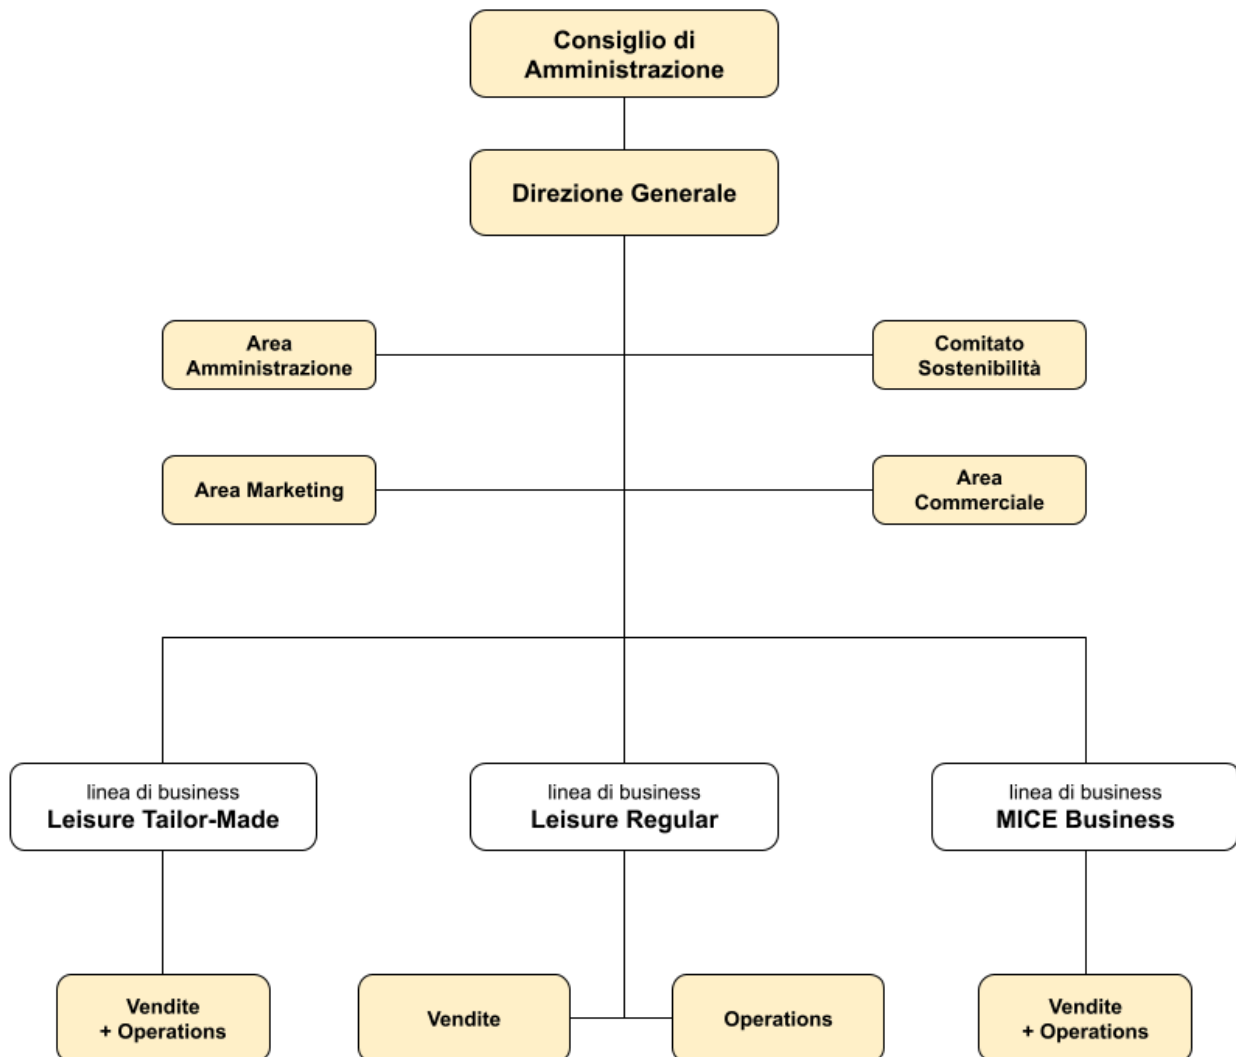 Consiglio di
Amministrazione
Direzione Generale
Area
Amministrazione
Comitato
Sostenibilità
Area Marketing
Area
Commerciale
linea di business
Leisure Tailor-Made
linea di business
Leisure Regular
linea di business
MICE Business
Vendite
+ Operations
Vendite
Operations
Vendite
+ Operations